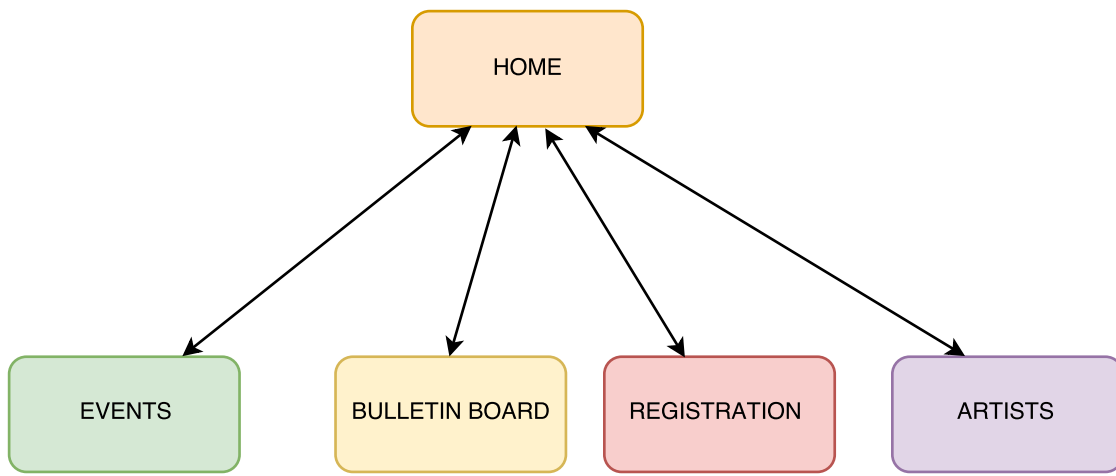 HOME
EVENTS
BULLETIN BOARD
REGISTRATION
ARTISTS